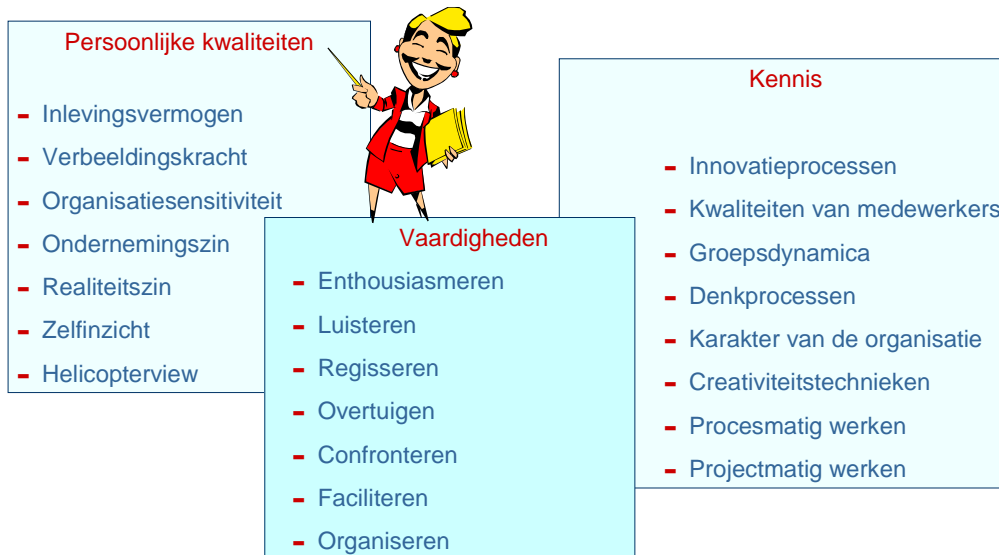 Persoonlijke kwaliteiten
- Inlevingsvermogen
- Verbeeldingskracht
- Organisatiesensitiviteit
- Ondernemingszin
- Realiteitszin
- Zelfinzicht
- Helicopterview
Vaardigheden
- Enthousiasmeren
- Luisteren
- Regisseren
- Overtuigen
- Confronteren
- Faciliteren
- Organiseren
Kennis
- Innovatieprocessen
- Kwaliteiten van medewerkers
- Groepsdynamica
- Denkprocessen
- Karakter van de organisatie
- Creativiteitstechnieken
- Procesmatig werken
- Projectmatig werken